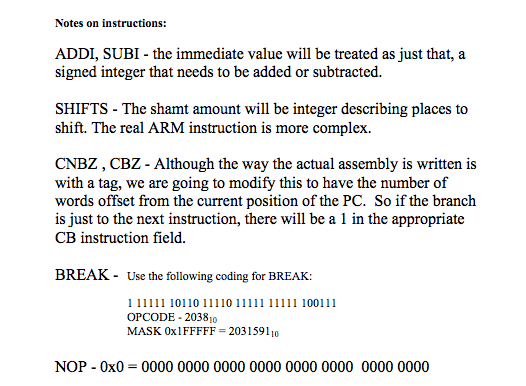 Notes on instructions:
ADDI, SUBI - the immediate value will be treated as just that, a
signed integer that needs to be added or subtracted.
SHIFTS - The shamt amount will be integer describing places to
shift. The real ARM instruction is more complex.
CNBZ , CBZ - Although the way the actual assembly is written is
with a tag, we are going to modify this to have the number of
words offset from the current position of the PC. So if the branch
is just to the next instruction, there will be a 1 in the appropriate
CB instruction field.
BREAK - Use the following coding for BREAK:
1 11111 10110 11110 11111 11111 100111
OPCODE - 2038₁₀
MASK 0x1FFFFF = 2031591₁₀
NOP - 0x0 = 0000 0000 0000 0000 0000 0000 0000 0000